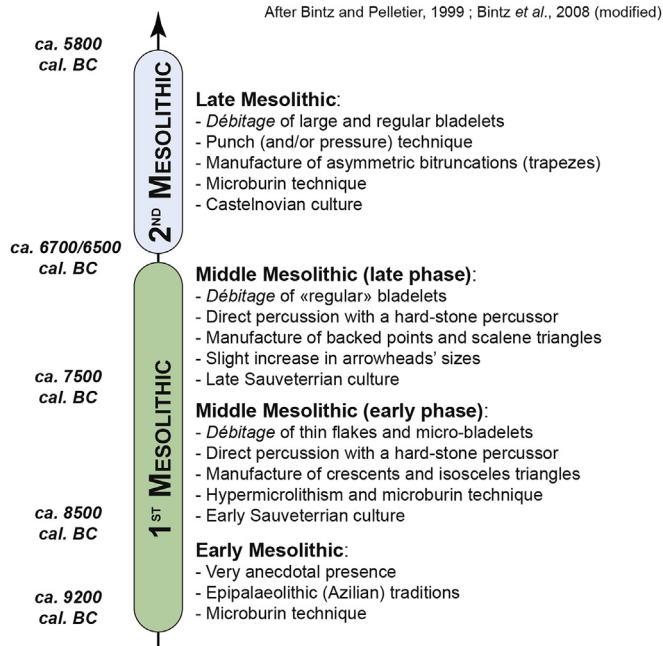 After Bintz and Pelletier, 1999 ; Bintz et al., 2008 (modified)
ca. 5800
cal. BC
2ND MESOLITHIC
Late Mesolithic:
- Débitage of large and regular bladelets
- Punch (and/or pressure) technique
- Manufacture of asymmetric bitruncations (trapezes)
- Microburin technique
- Castelnovian culture
ca. 6700/6500
cal. BC
1ST MESOLITHIC
Middle Mesolithic (late phase):
- Débitage of «regular» bladelets
- Direct percussion with a hard-stone percussor
- Manufacture of backed points and scalene triangles
- Slight increase in arrowheads’ sizes
- Late Sauveterrian culture
ca. 7500
cal. BC
Middle Mesolithic (early phase):
- Débitage of thin flakes and micro-bladelets
- Direct percussion with a hard-stone percussor
- Manufacture of crescents and isosceles triangles
- Hypermicrolithism and microburin technique
- Early Sauveterrian culture
ca. 8500
cal. BC
Early Mesolithic:
- Very anecdotal presence
- Epipalaeolithic (Azilian) traditions
- Microburin technique
ca. 9200
cal. BC